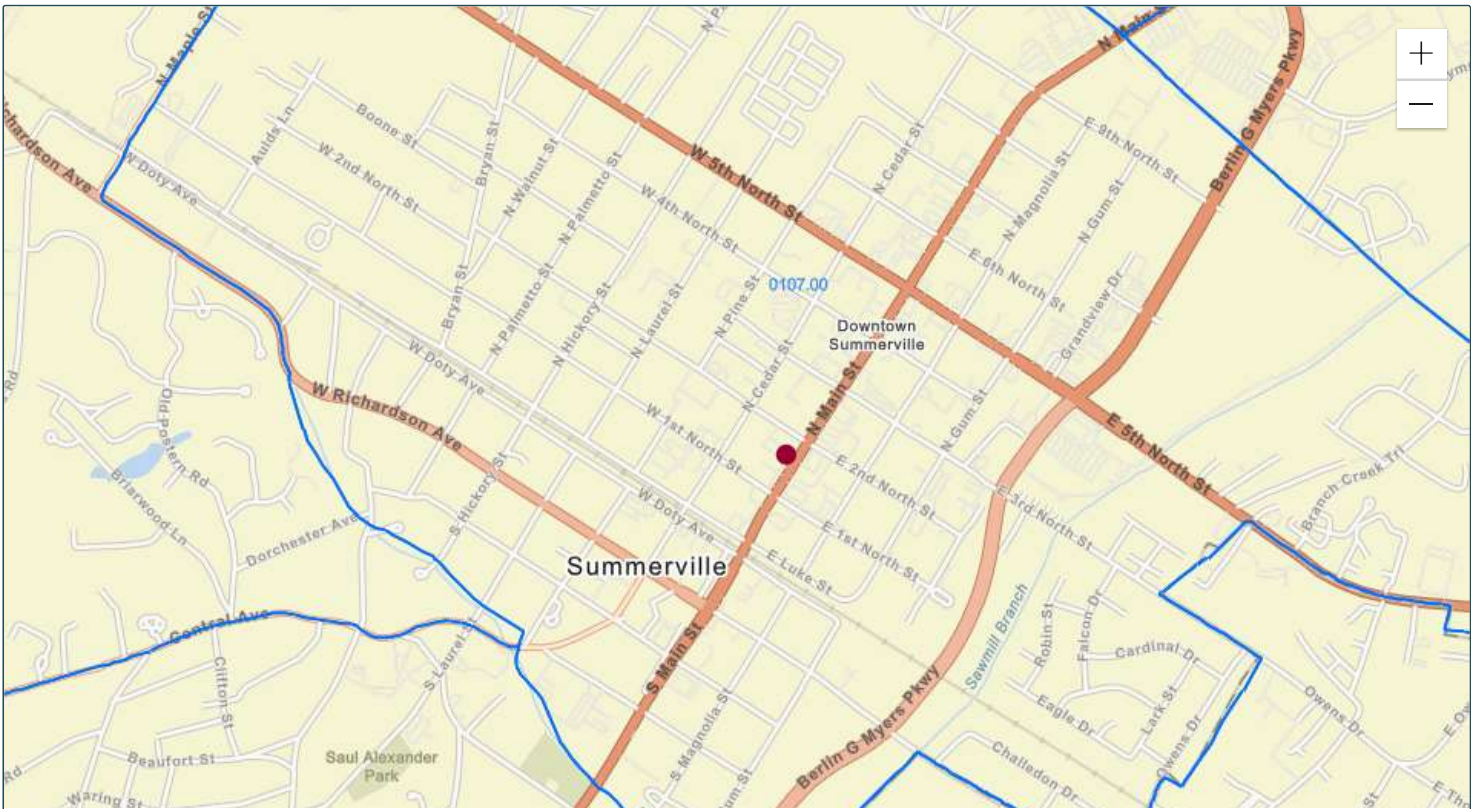 N Maple St
N Main St
Berlin G Myers Pkwy
Richardson Ave
W Doty Ave
Aulds Ln
Boone St
W 2nd North St
Bryan St
N Walnut St
N Palmetto St
W 4th North St
W 5th North St
N Cedar St
E 9th North St
N Magnolia St
N Gum St
E 6th North St
Grandview Dr
0107.00
Downtown
Summerville
Bryan St
N Palmetto St
N Hickory St
N Laurel St
N Pine St
N Cedar St
N Main St
W Doty Ave
W Richardson Ave
Rd
Old Postern Rd
Briarwood Ln
Dorchester Ave
S Hickory St
W 1st North St
W Doty Ave
E 2nd North St
N Gum St
E 3rd North St
E 5th North St
Branch Creek Trl
E 1st North St
E Luke St
Summerville
Central Ave
Clifton St
S Laurel St
S Main St
S Magnolia St
Berlin G Myers Pkwy
Sawmill Branch
Robin St
Falcon Dr
Cardinal Dr
Eagle Dr
Lark St
Owens Dr
Owens Dr
Challedon Dr
Beaufort St
Waring St
Rd
Saul Alexander
Park